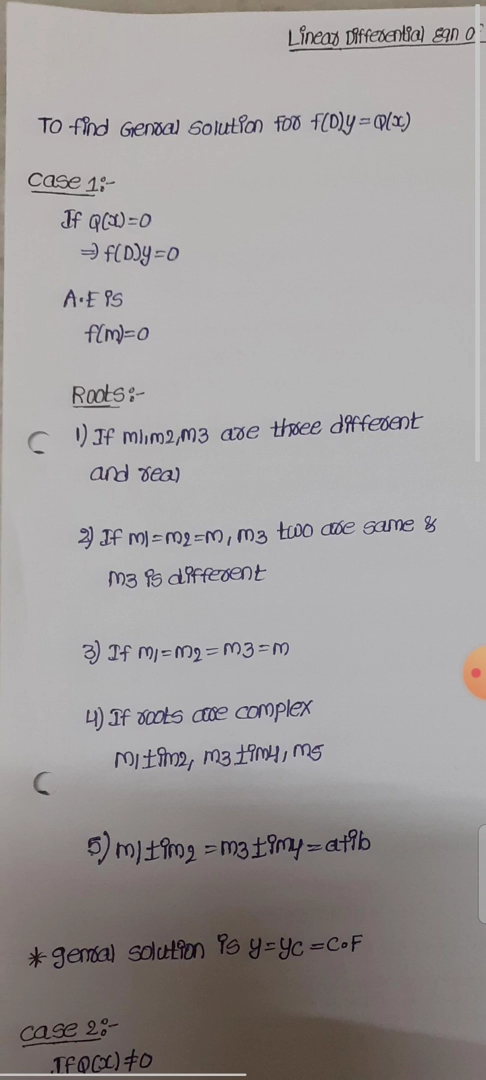 Linear Differential Eqn o
To find Genral solution for f(D)y=Q(x)
Case 1:-
If Q(x)=0
⇒ f(D)y=0
A.E is
f(m)=0
Roots:-
1) If m1,m2,m3 are three different
and real
2) If m1=m2=m, m3 two are same &
m3 is different
3) If m1=m2=m3=m
4) If roots are complex
m1±im2, m3±im4, m5
5) m1±im2=m3±im4=a+ib
* genral solution is y=yc=C.F
Case 2:-
If Q(x)≠0